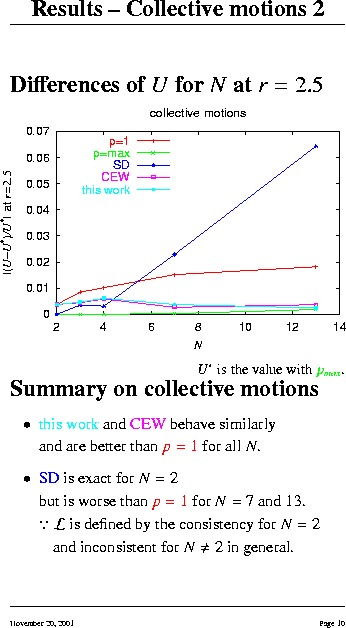 Results – Collective motions 2
Differences of U for N at r = 2.5
collective motions
0.07
0.06
0.05
0.04
0.03
0.02
0.01
0
|(U−U*)/U*| at r=2.5
p=1
p=max
SD
CEW
this work
2 4 6 8 10 12 14
N
U* is the value with pmax.
Summary on collective motions
• this work and CEW behave similarly
and are better than p = 1 for all N.
• SD is exact for N = 2
but is worse than p = 1 for N = 7 and 13.
∵ 𝓛 is defined by the consistency for N = 2
and inconsistent for N ≠ 2 in general.
November 20, 2001 Page 10